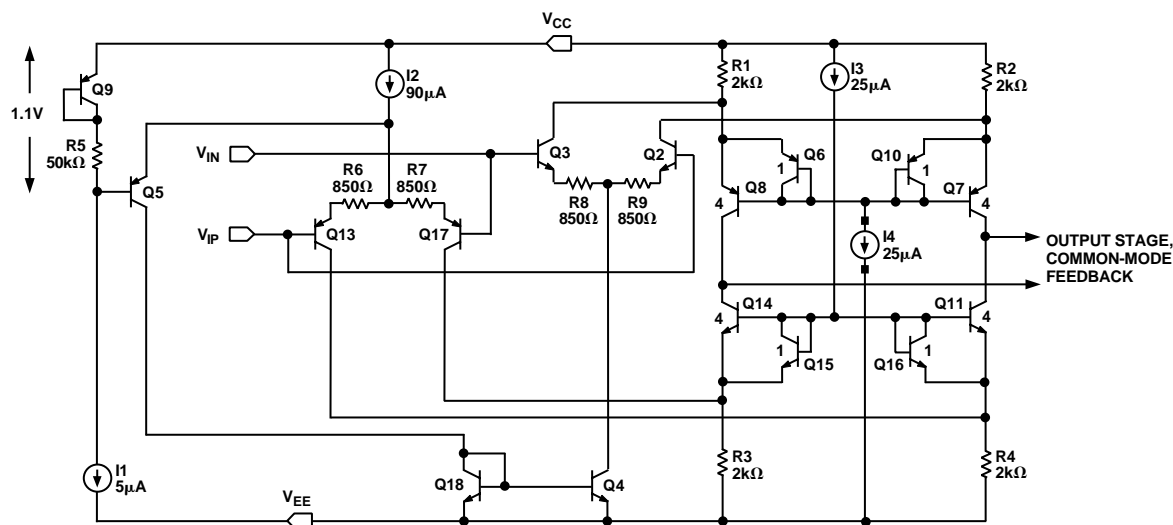 VCC
I2
90μA
R1
2kΩ
I3
25μA
R2
2kΩ
Q9
1.1V
R5
50kΩ
Q5
VIN
Q3
Q2
Q6
1
Q10
1
Q8
4
Q7
4
R6
850Ω
R7
850Ω
R8
850Ω
R9
850Ω
VIP
Q13
Q17
I4
25μA
OUTPUT STAGE,
COMMON-MODE
FEEDBACK
Q14
4
Q11
4
1
Q15
1
Q16
I1
5μA
VEE
Q18
Q4
R3
2kΩ
R4
2kΩ